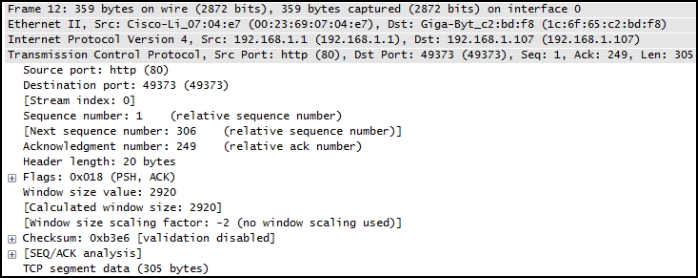 Frame 12: 359 bytes on wire (2872 bits), 359 bytes captured (2872 bits) on interface 0
Ethernet II, Src: Cisco-Li_07:04:e7 (00:23:69:07:04:e7), Dst: Giga-Byt_c2:bd:f8 (1c:6f:65:c2:bd:f8)
Internet Protocol Version 4, Src: 192.168.1.1 (192.168.1.1), Dst: 192.168.1.107 (192.168.1.107)
Transmission Control Protocol, Src Port: http (80), Dst Port: 49373 (49373), Seq: 1, Ack: 249, Len: 305
Source port: http (80)
Destination port: 49373 (49373)
[Stream index: 0]
Sequence number: 1 (relative sequence number)
[Next sequence number: 306 (relative sequence number)]
Acknowledgment number: 249 (relative ack number)
Header length: 20 bytes
Flags: 0x018 (PSH, ACK)
Window size value: 2920
[Calculated window size: 2920]
[Window size scaling factor: -2 (no window scaling used)]
Checksum: 0xb3e6 [validation disabled]
[SEQ/ACK analysis]
TCP segment data (305 bytes)